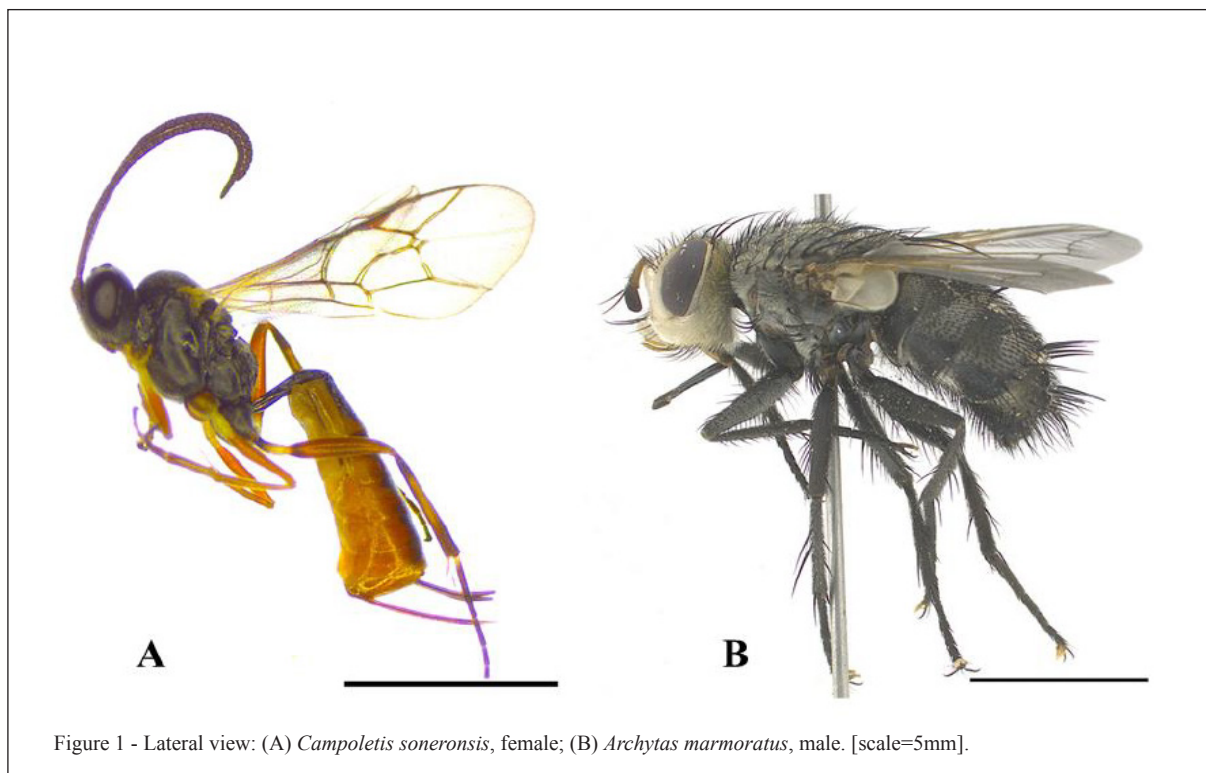 A
B
Figure 1 - Lateral view: (A) Campoletis soneronsis, female; (B) Archytas marmoratus, male. [scale=5mm].